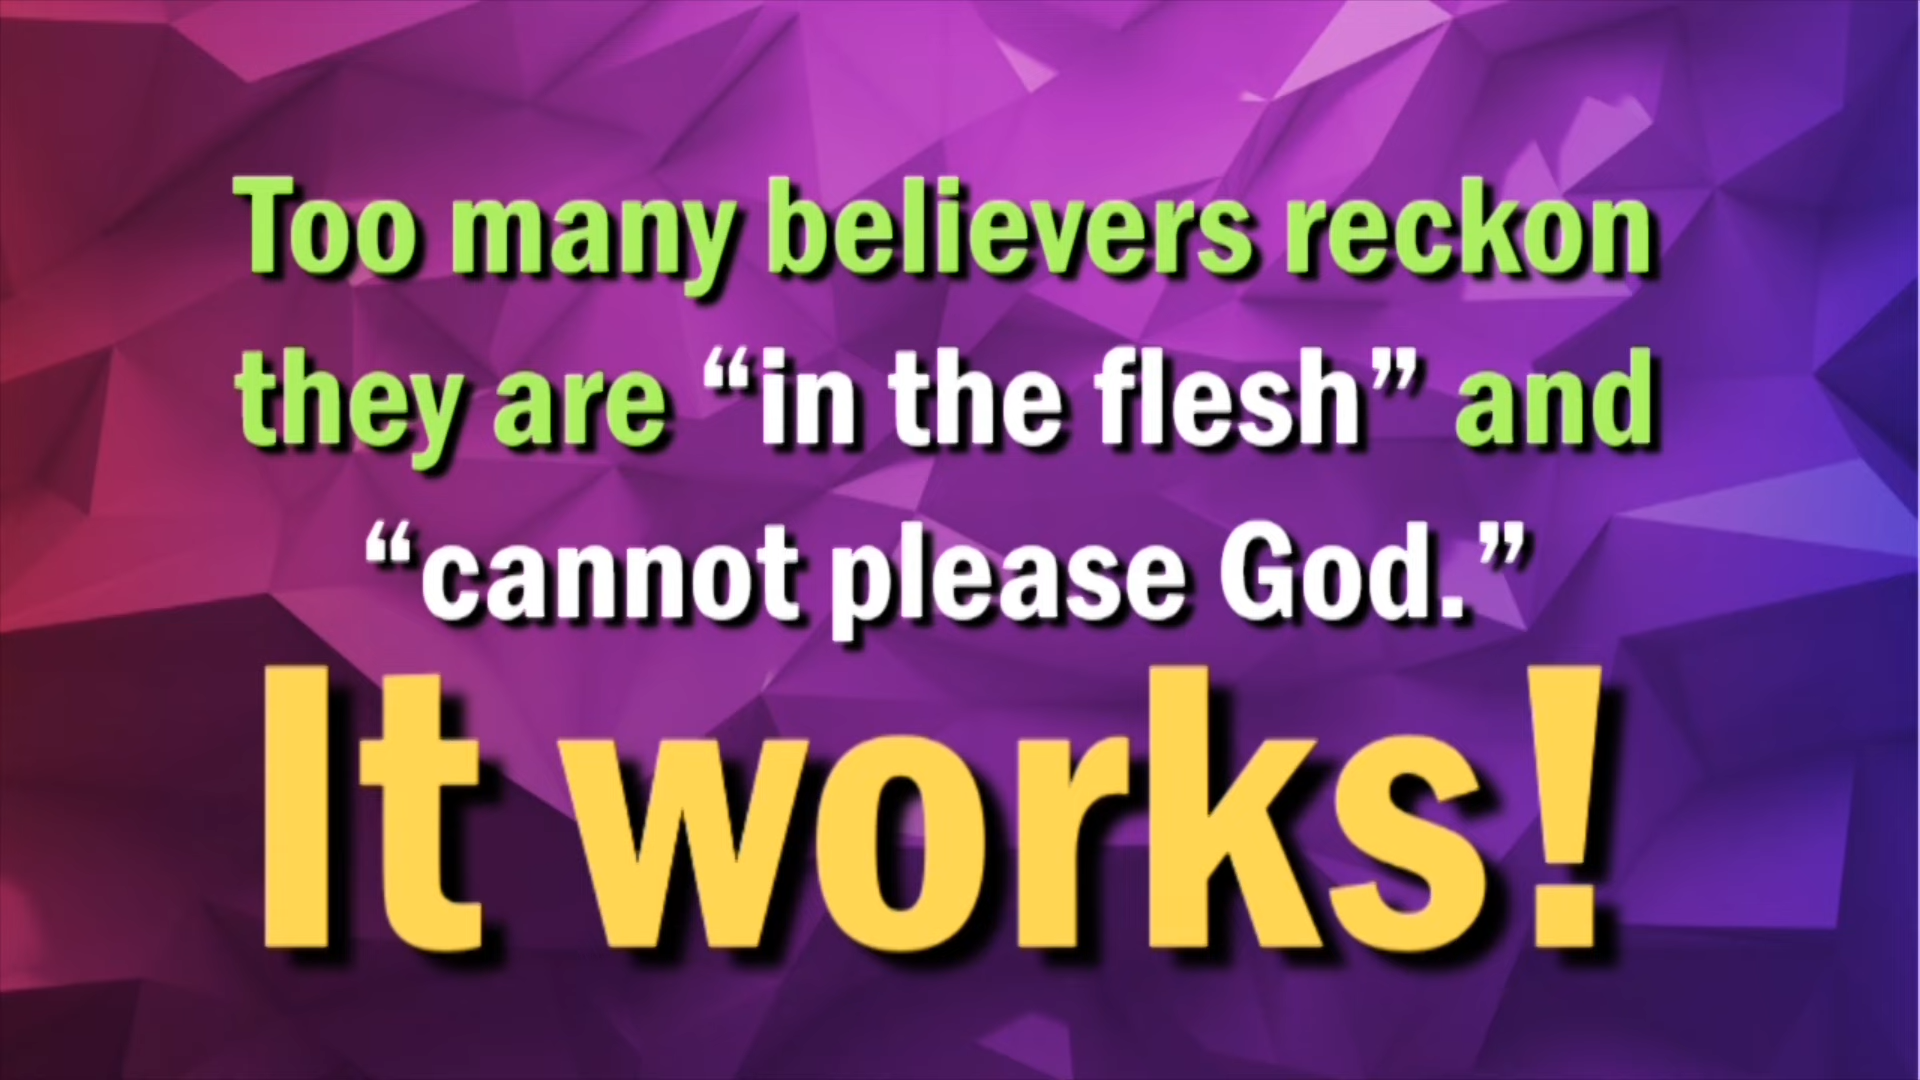 Too many believers reckon
they are “in the flesh” and
“cannot please God.”
It works!